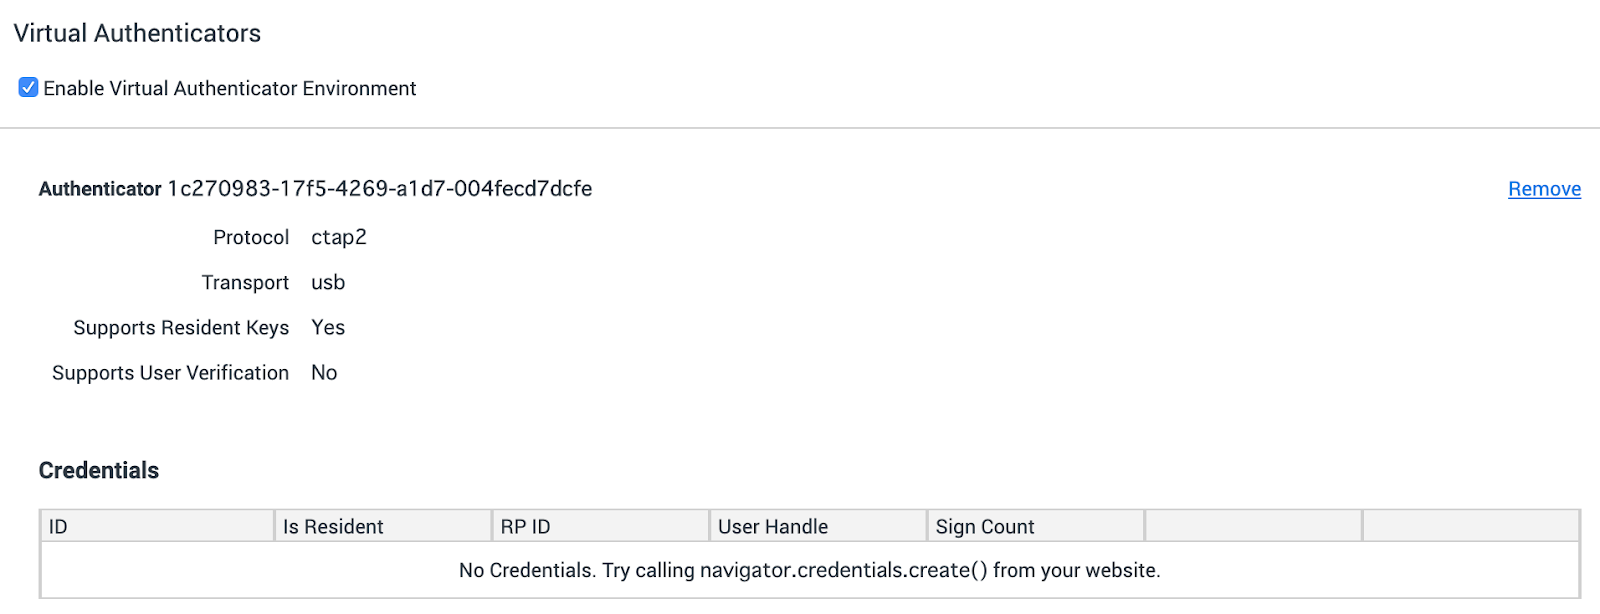 Virtual Authenticators
Enable Virtual Authenticator Environment
Authenticator 1c270983-17f5-4269-a1d7-004fecd7dcfe Remove
Protocol ctap2
Transport usb
Supports Resident Keys Yes
Supports User Verification No
Credentials
ID Is Resident RP ID User Handle Sign Count
No Credentials. Try calling navigator.credentials.create() from your website.